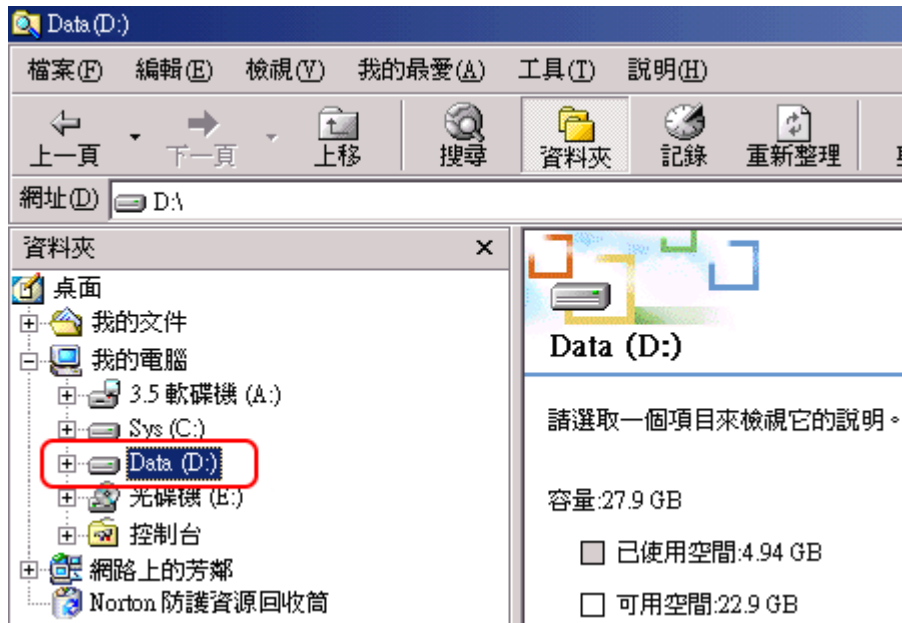 Data (D:)
檔案(F) 編輯(E) 檢視(V) 我的最愛(A) 工具(T) 說明(H)
上一頁 下一頁 上移 搜尋 資料夾 記錄 重新整理
網址(D) D:\
資料夾
桌面
我的文件
我的電腦
3.5 軟碟機 (A:)
Sys (C:)
Data (D:)
光碟機 (E:)
控制台
網路上的芳鄰
Norton 防護資源回收筒
Data (D:)
請選取一個項目來檢視它的說明。
容量:27.9 GB
已使用空間:4.94 GB
可用空間:22.9 GB